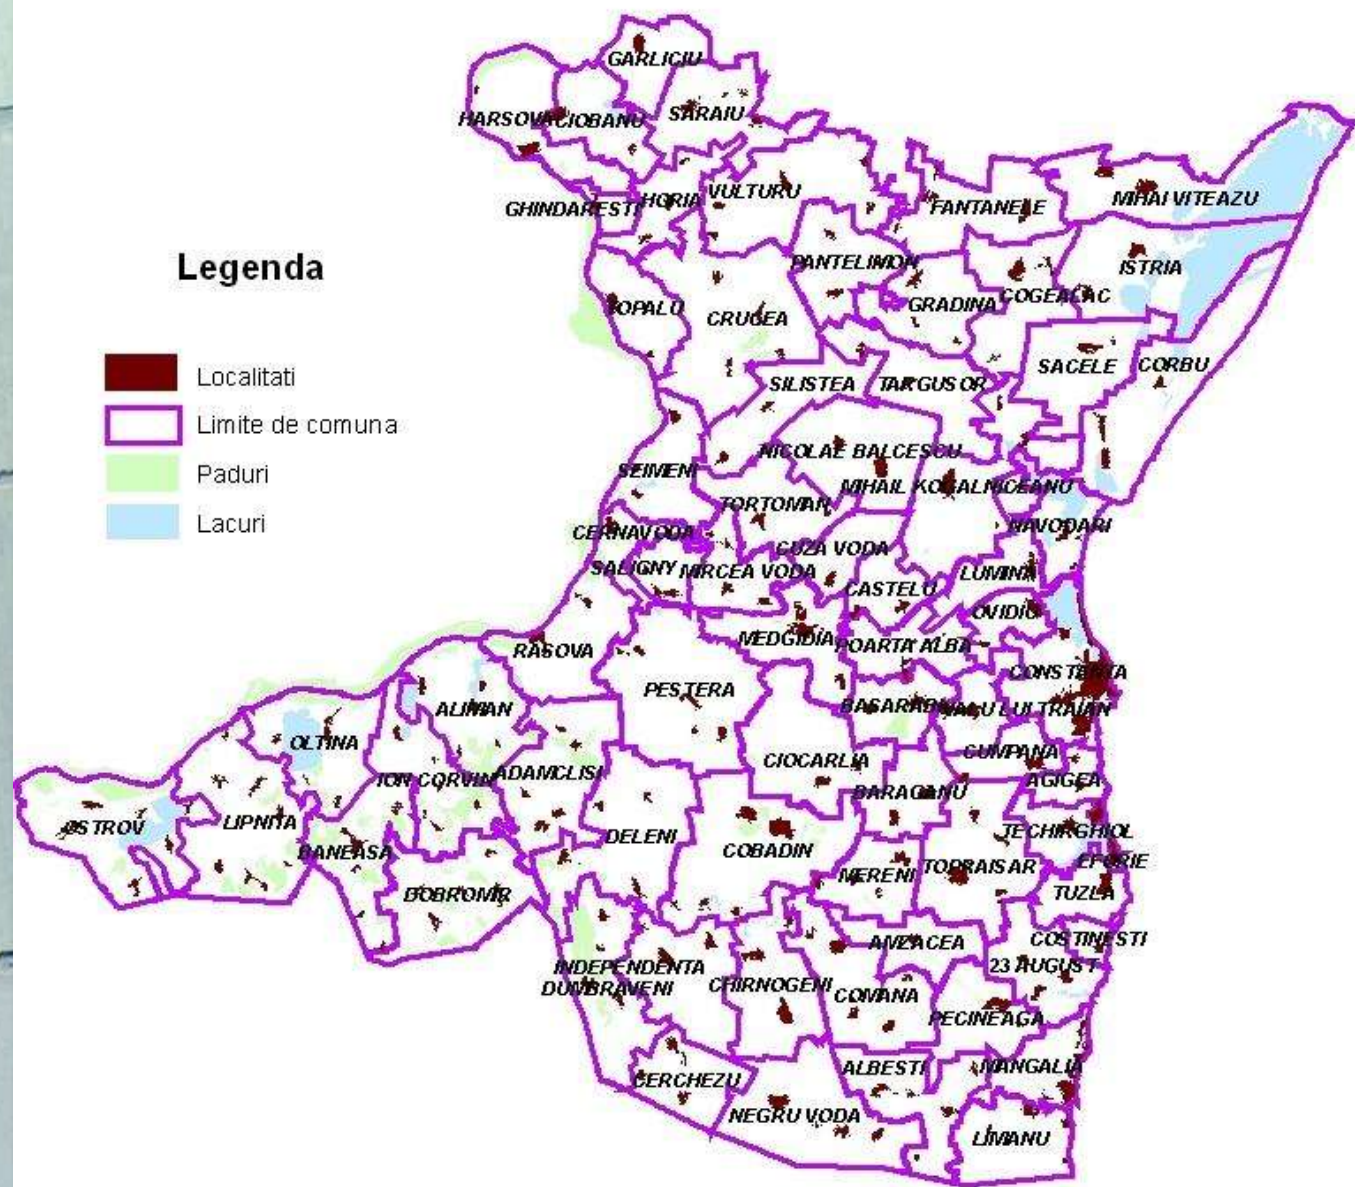 GARLICIU
HARSOVA
CIOBANU
SARAIU
GHINDARESTI
HORIA
VULTURU
FANTANELE
MIHAI VITEAZU
Legenda
PANTELIMON
ISTRIA
TOPALU
CRUCEA
GRADINA
COGEALAC
Localitati
SILISTEA
TARGUSOR
SACELE
CORBU
Limite de comuna
Paduri
SEIMENI
NICOLAE BALCESCU
MIHAIL KOGALNICEANU
Lacuri
TORTOMAN
CERNAVODA
NAVODARI
CUZA VODA
SALIGNY
MIRCEA VODA
CASTELU
LUMINA
OVIDIU
RASOVA
MEDGIDIA
POARTA ALBA
CONSTANTA
PESTERA
ALIMAN
BASARABI
VALU LUI TRAIAN
OLTINA
ION CORVIN
ADAMCLISI
CIOCARLIA
CUMPANA
AGIGEA
BARAGANU
OSTROV
LIPNITA
BANEASA
DELENI
COBADIN
TECHIRGHIOL
EFORIE
MERENI
TOPRAISAR
DOBROMIR
TUZLA
AMZACEA
COSTINESTI
INDEPENDENTA
23 AUGUST
DUMBRAVENI
CHIRNOGENI
COMANA
PECINEAGA
CERCHEZU
ALBESTI
MANGALIA
NEGRU VODA
LIMANU